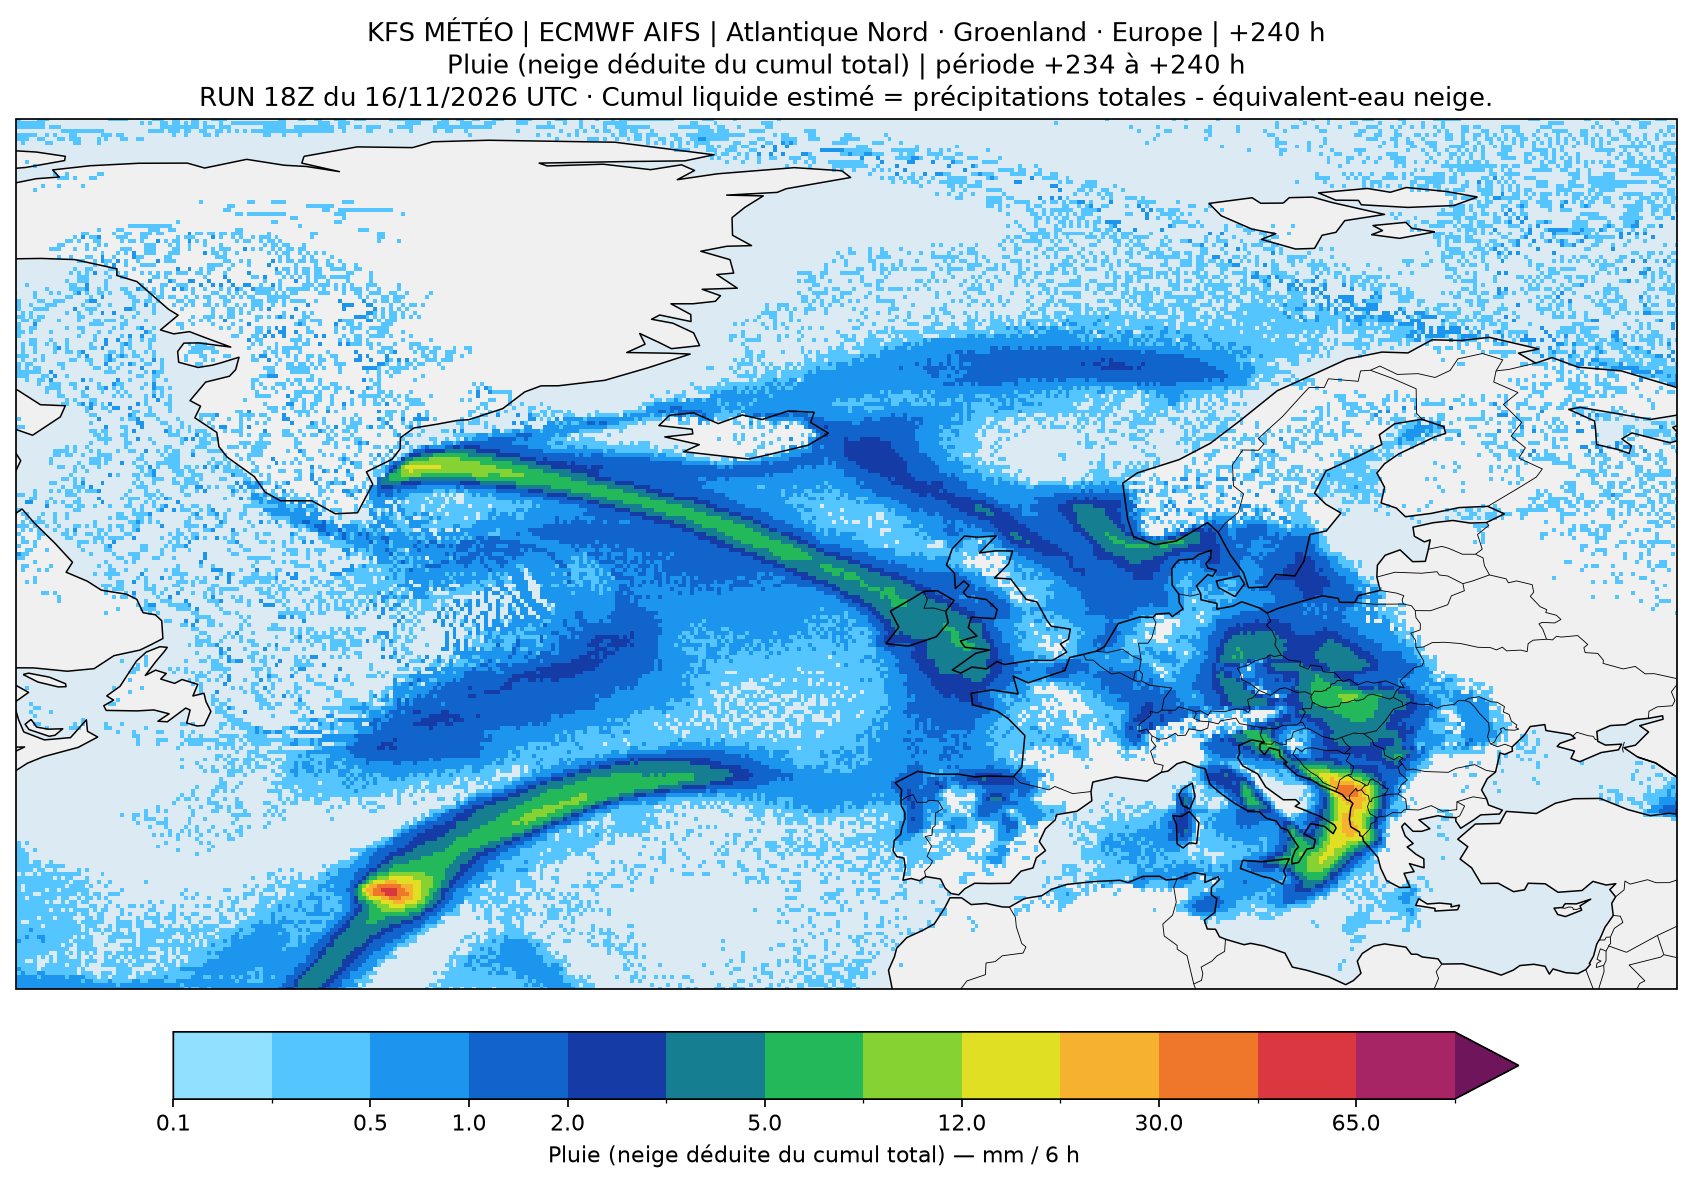 KFS MÉTÉO | ECMWF AIFS | Atlantique Nord · Groenland · Europe | +240 h
Pluie (neige déduite du cumul total) | période +234 à +240 h
RUN 18Z du 16/11/2026 UTC · Cumul liquide estimé = précipitations totales - équivalent-eau neige.
0.1 0.5 1.0 2.0 5.0 12.0 30.0 65.0
Pluie (neige déduite du cumul total) — mm / 6 h